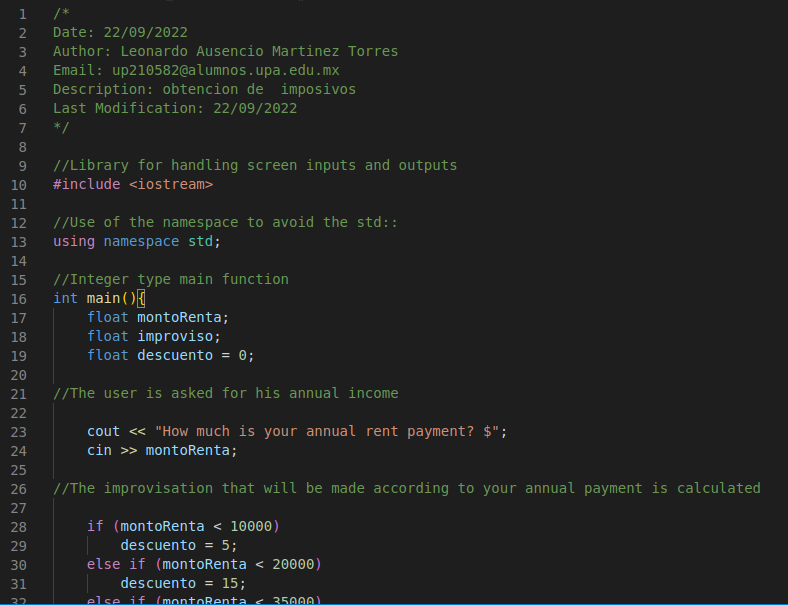 1 /*
2 Date: 22/09/2022
3 Author: Leonardo Ausencio Martinez Torres
4 Email: up210582@alumnos.upa.edu.mx
5 Description: obtencion de  imposivos
6 Last Modification: 22/09/2022
7 */
8
9 //Library for handling screen inputs and outputs
10 #include <iostream>
11
12 //Use of the namespace to avoid the std::
13 using namespace std;
14
15 //Integer type main function
16 int main(){
17     float montoRenta;
18     float improviso;
19     float descuento = 0;
20
21 //The user is asked for his annual income
22
23     cout << "How much is your annual rent payment? $";
24     cin >> montoRenta;
25
26 //The improvisation that will be made according to your annual payment is calculated
27
28     if (montoRenta < 10000)
29         descuento = 5;
30     else if (montoRenta < 20000)
31         descuento = 15;
32     else if (montoRenta < 35000)